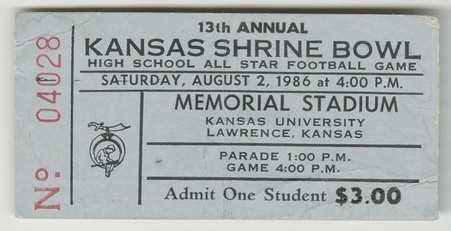 No. 04028
13th ANNUAL
KANSAS SHRINE BOWL
HIGH SCHOOL ALL STAR FOOTBALL GAME
SATURDAY, AUGUST 2, 1986 at 4:00 P.M.
MEMORIAL STADIUM
KANSAS UNIVERSITY
LAWRENCE, KANSAS
PARADE 1:00 P.M.
GAME 4:00 P.M.
Admit One Student $3.00